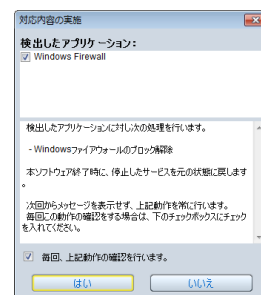 対応内容の実施
検出したアプリケーション：
Windows Firewall
検出したアプリケーションに対し次の処理を行います。
- Windowsファイアウォールのブロック解除
本ソフトウェア終了時に、停止したサービスを元の状態に戻します
。
次回からメッセージを表示せず、上記動作を常に行います。
毎回この動作の確認をする場合は、下のチェックボックスにチェック
を入れてください。
毎回、上記動作の確認を行います。
はい
いいえ